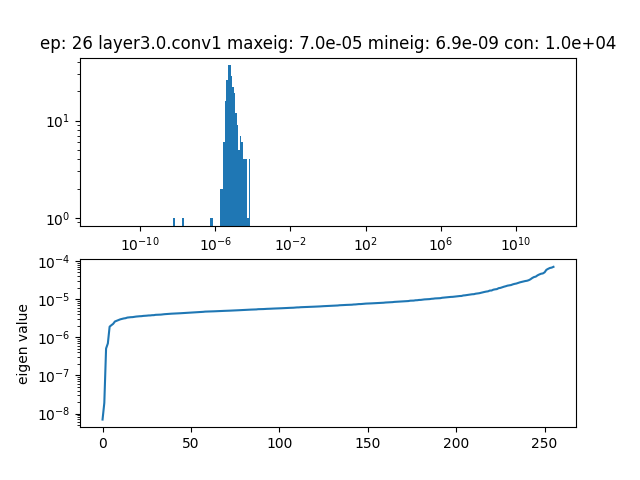 ep: 26 layer3.0.conv1 maxeig: 7.0e-05 mineig: 6.9e-09 con: 1.0e+04
10¹
10⁰
10⁻¹⁰ 10⁻⁶ 10⁻² 10² 10⁶ 10¹⁰
10⁻⁴
10⁻⁵
10⁻⁶
10⁻⁷
10⁻⁸
eigen value
0 50 100 150 200 250